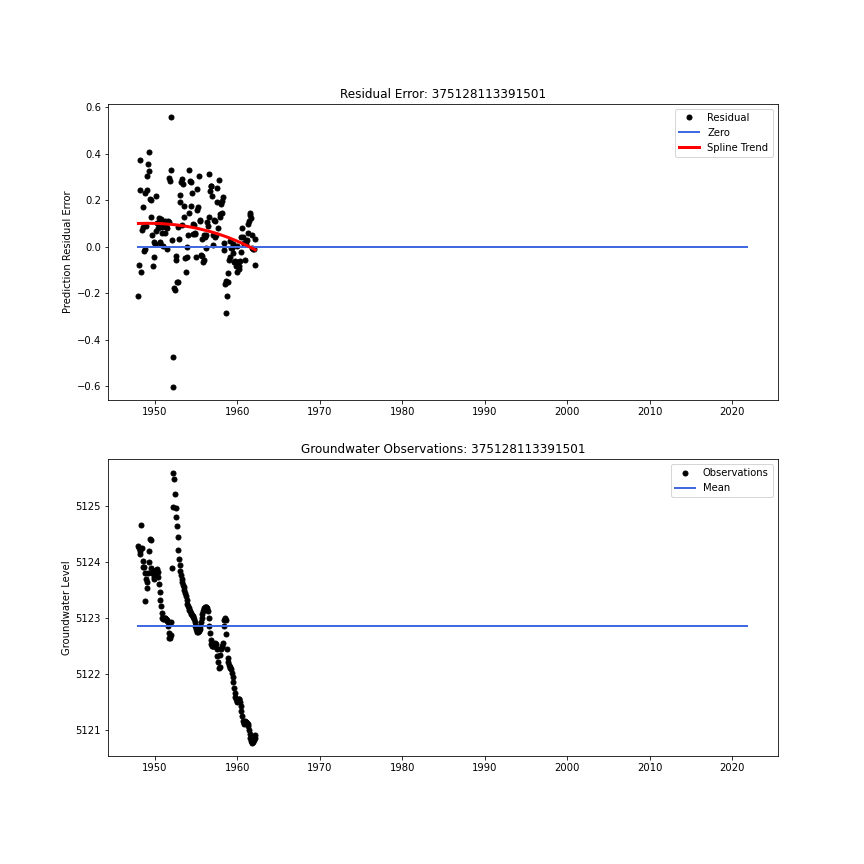 Residual Error: 375128113391501
Prediction Residual Error
0.6
0.4
0.2
0.0
−0.2
−0.4
−0.6
Residual
Zero
Spline Trend
1950 1960 1970 1980 1990 2000 2010 2020
Groundwater Observations: 375128113391501
Groundwater Level
5125
5124
5123
5122
5121
Observations
Mean
1950 1960 1970 1980 1990 2000 2010 2020